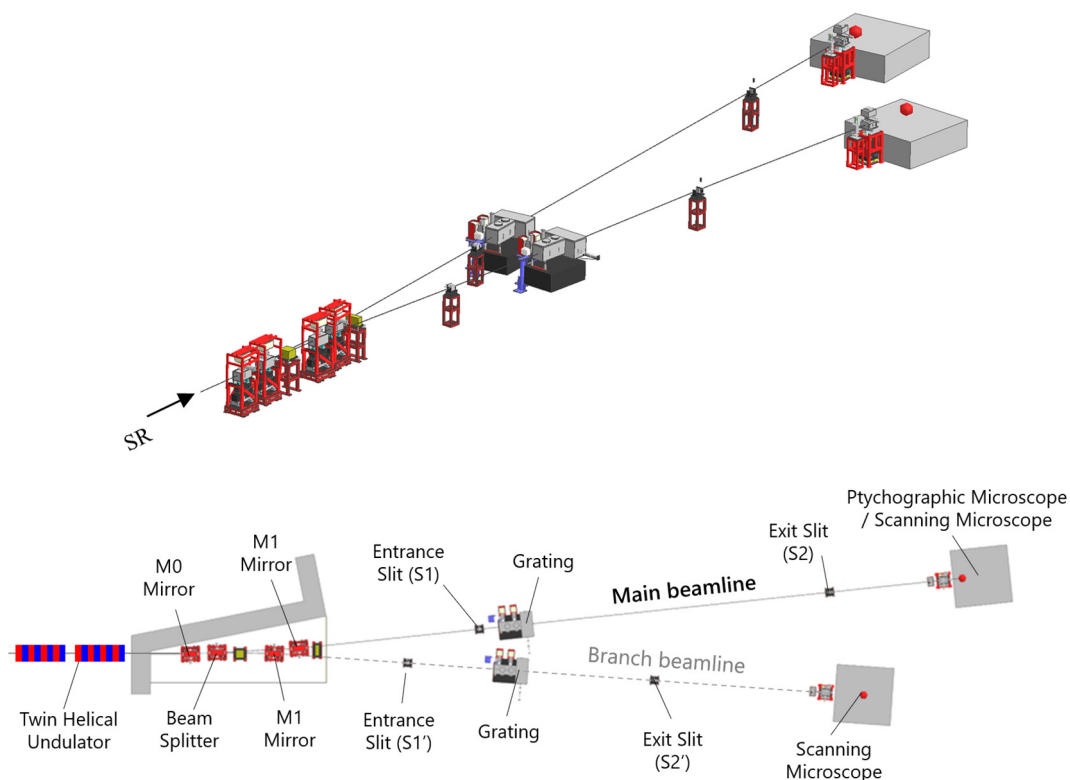 SR
Ptychographic Microscope
/ Scanning Microscope
Exit Slit
(S2)
Entrance
Slit (S1)
Grating
M1
Mirror
M0
Mirror
Main beamline
Branch beamline
Twin Helical
Undulator
Beam
Splitter
M1
Mirror
Entrance
Slit (S1’)
Grating
Exit Slit
(S2’)
Scanning
Microscope